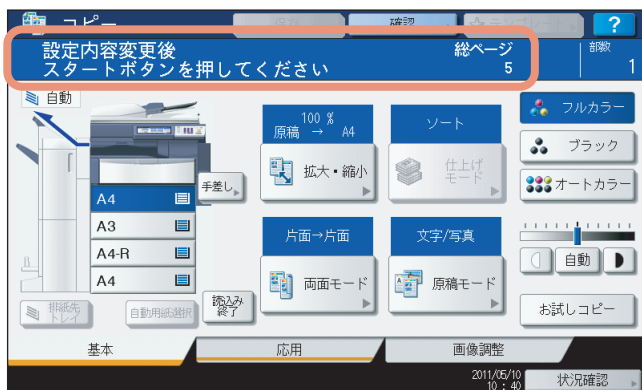 コピー
確認
?
設定内容変更後
スタートボタンを押してください
総ページ
5
部数
1
自動
100 %
原稿 → A4
拡大・縮小
ソート
仕上げ
モード
フルカラー
ブラック
オートカラー
手差し
A4
A3
A4-R
A4
片面→片面
両面モード
文字/写真
原稿モード
自動
排紙先
トレイ
自動用紙選択
読込み
終了
お試しコピー
基本
応用
画像調整
2011/05/10
10 : 40
状況確認